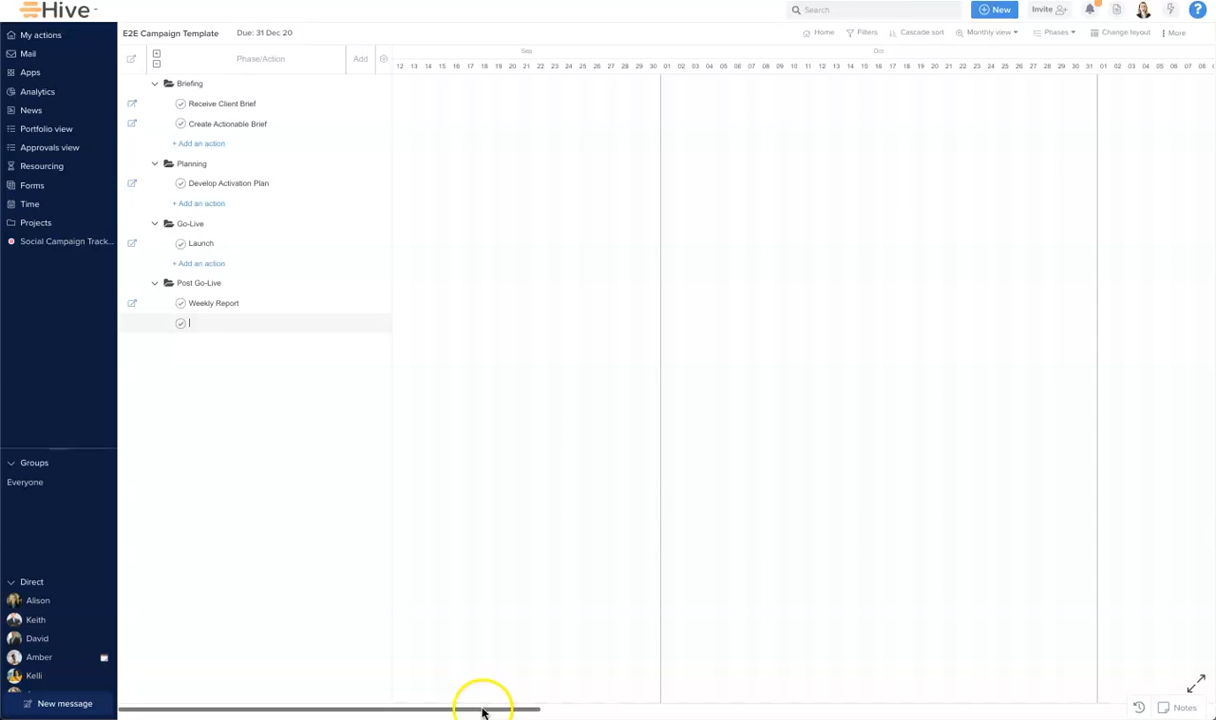 Hive
Search
New
Invite
?
My actions
Mail
Apps
Analytics
News
Portfolio view
Approvals view
Resourcing
Forms
Time
Projects
Social Campaign Track...
Groups
Everyone
Direct
Alison
Keith
David
Amber
Kelli
New message
E2E Campaign Template Due: 31 Dec 20
Home Filters Cascade sort Monthly view Phases Change layout More
Phase/Action Add
Sep Oct
12 13 14 15 16 17 18 19 20 21 22 23 24 25 26 27 28 29 30 01 02 03 04 05 06 07 08 09 10 11 12 13 14 15 16 17 18 19 20 21 22 23 24 25 26 27 28 29 30 31 01 02 03 04 05 06 07 08
Briefing
Receive Client Brief
Create Actionable Brief
+ Add an action
Planning
Develop Activation Plan
+ Add an action
Go-Live
Launch
+ Add an action
Post Go-Live
Weekly Report
Notes